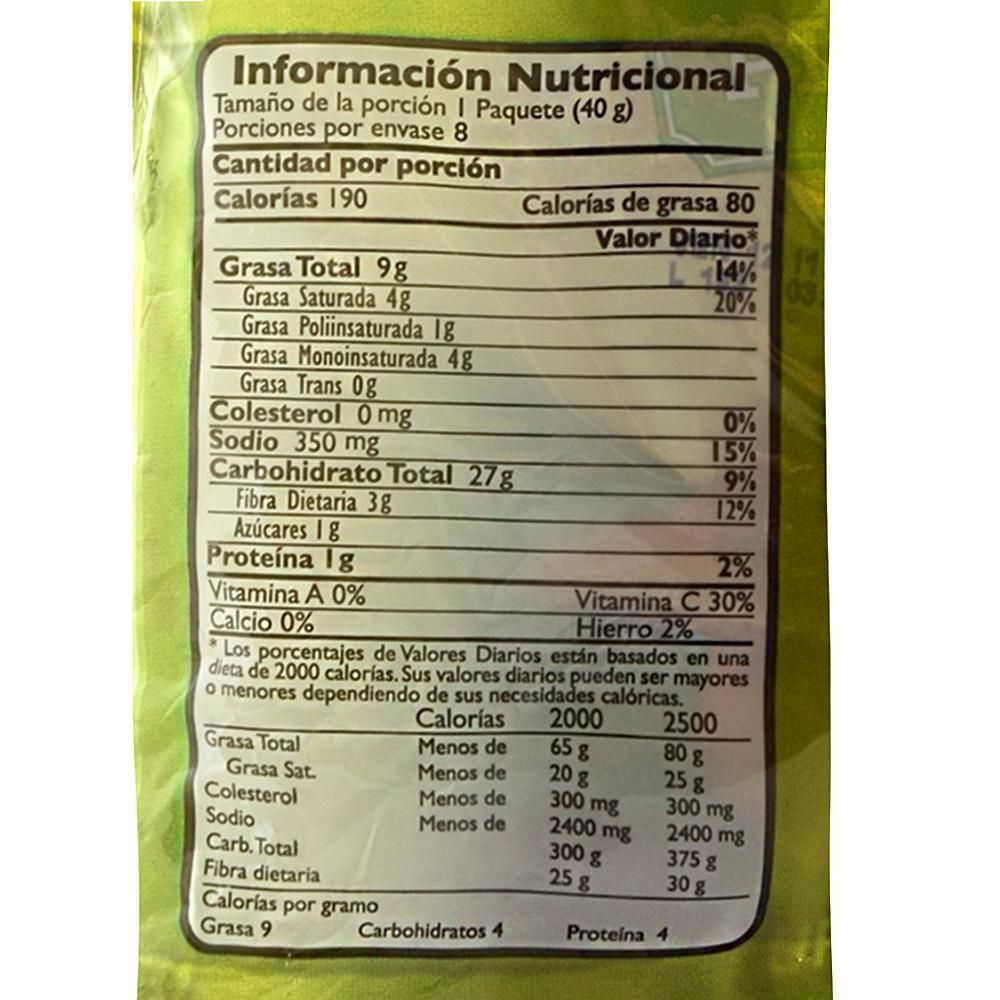 Información Nutricional
Tamaño de la porción 1 Paquete (40 g)
Porciones por envase 8
Cantidad por porción
Calorías 190 Calorías de grasa 80
Valor Diario*
Grasa Total 9g 14%
Grasa Saturada 4g 20%
Grasa Poliinsaturada 1g
Grasa Monoinsaturada 4g
Grasa Trans 0g
Colesterol 0 mg 0%
Sodio 350 mg 15%
Carbohidrato Total 27g 9%
Fibra Dietaria 3g 12%
Azúcares 1g
Proteína 1g 2%
Vitamina A 0% Vitamina C 30%
Calcio 0% Hierro 2%
* Los porcentajes de Valores Diarios están basados en una
dieta de 2000 calorías. Sus valores diarios pueden ser mayores
o menores dependiendo de sus necesidades calóricas.
Calorías 2000 2500
Grasa Total Menos de 65 g 80 g
Grasa Sat. Menos de 20 g 25 g
Colesterol Menos de 300 mg 300 mg
Sodio Menos de 2400 mg 2400 mg
Carb. Total 300 g 375 g
Fibra dietaria 25 g 30 g
Calorías por gramo
Grasa 9 Carbohidratos 4 Proteína 4